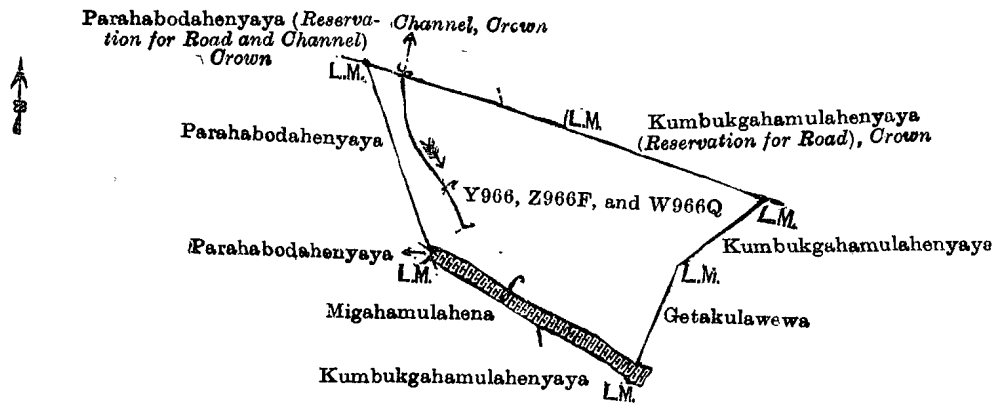 Parahabodahenyaya (Reserva-
tion for Road and Channel)
Crown
Channel, Crown
L.M.
L.M.
Kumbukgahamulahenyaya
(Reservation for Road), Crown
Parahabodahenyaya
Y966, Z966F, and W966Q
L.M.
Kumbukgahamulahenyaya
Parahabodahenyaya
L.M.
L.M.
Migahamulahena
Getakulawewa
Kumbukgahamulahenyaya
L.M.